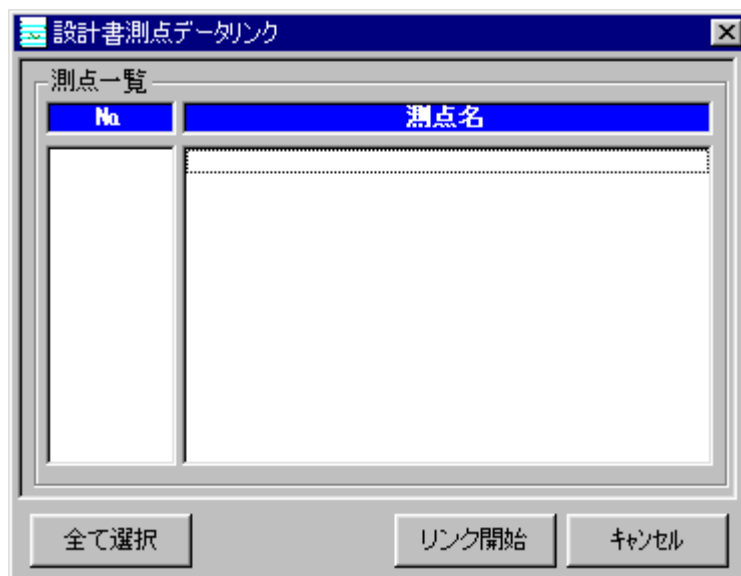 設計書測点データリンク
測点一覧
No.
測点名
全て選択
リンク開始
キャンセル